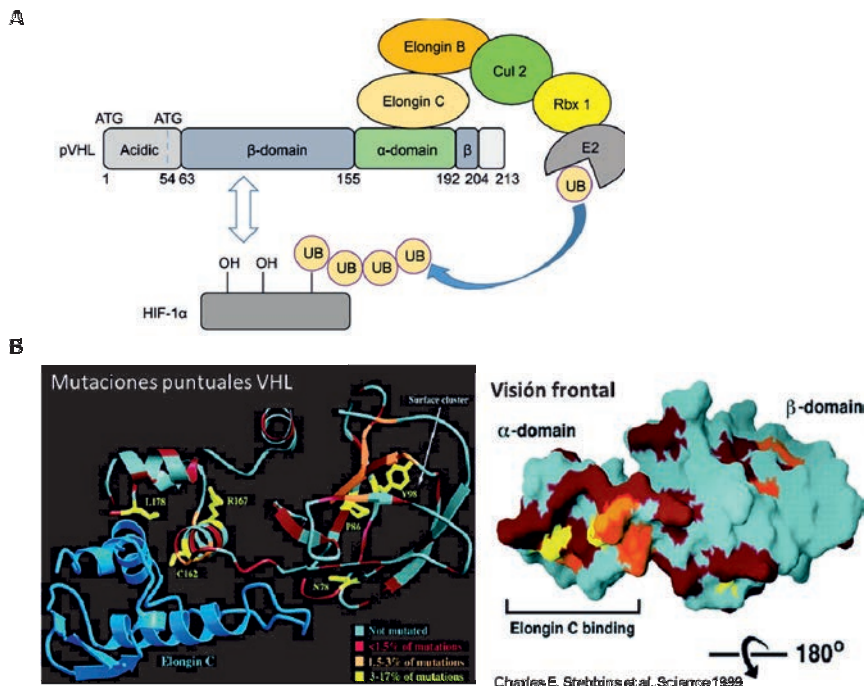 A
Elongin B
Cul 2
Elongin C
Rbx 1
ATG ATG
E2
pVHL Acidic β-domain α-domain β
UB
1 54 63 155 192 204 213
OH OH UB UB UB UB
HIF-1α
B
Mutaciones puntuales VHL
Surface cluster
L178
R167
Y98
P86
C162
N78
Elongin C
Not mutated
<1.5% of mutations
1.5-3% of mutations
3-17% of mutations
Visión frontal
β-domain
α-domain
Elongin C binding
180º
Charles E. Stebbins et al. Science 1999